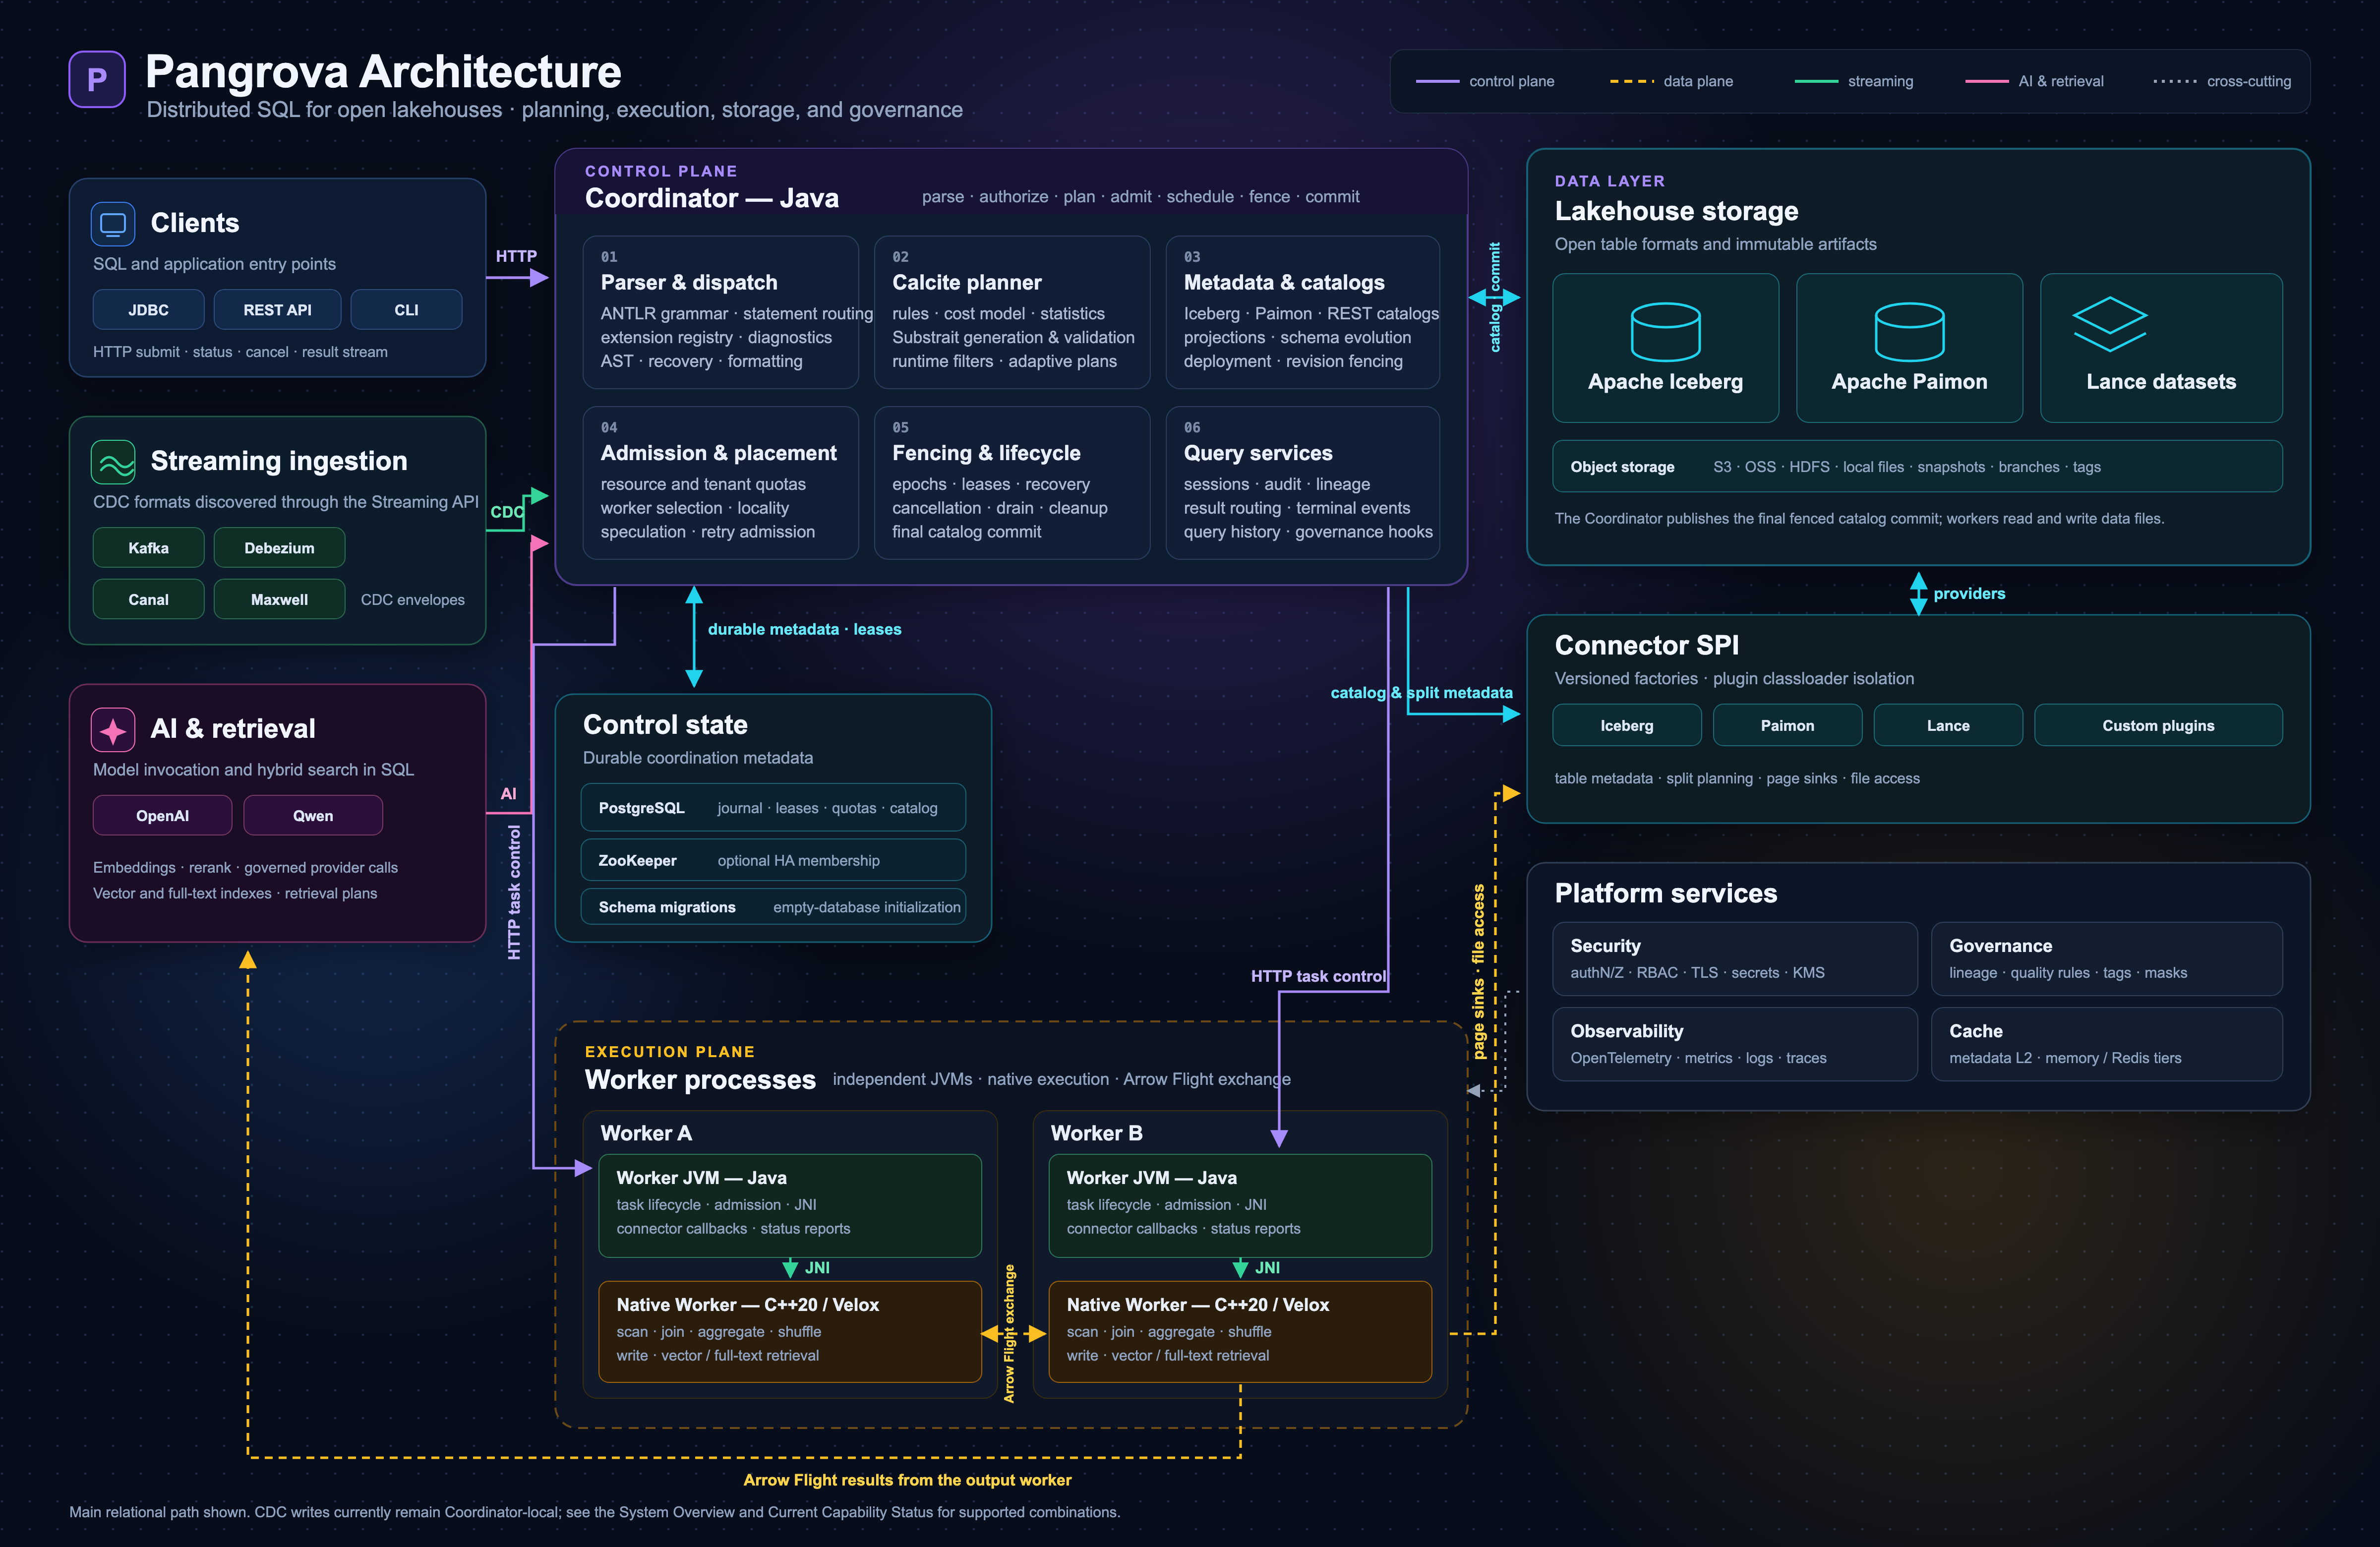 P
Pangrova Architecture
Distributed SQL for open lakehouses · planning, execution, storage, and governance
control plane
data plane
streaming
AI & retrieval
cross-cutting
Clients
SQL and application entry points
JDBC
REST API
CLI
HTTP submit · status · cancel · result stream
HTTP
Streaming ingestion
CDC formats discovered through the Streaming API
Kafka
Debezium
Canal
Maxwell
CDC envelopes
CDC
AI & retrieval
Model invocation and hybrid search in SQL
OpenAI
Qwen
Embeddings · rerank · governed provider calls
Vector and full-text indexes · retrieval plans
AI
HTTP task control
CONTROL PLANE
Coordinator — Java
parse · authorize · plan · admit · schedule · fence · commit
01
Parser & dispatch
ANTLR grammar · statement routing
extension registry · diagnostics
AST · recovery · formatting
02
Calcite planner
rules · cost model · statistics
Substrait generation & validation
runtime filters · adaptive plans
03
Metadata & catalogs
Iceberg · Paimon · REST catalogs
projections · schema evolution
deployment · revision fencing
04
Admission & placement
resource and tenant quotas
worker selection · locality
speculation · retry admission
05
Fencing & lifecycle
epochs · leases · recovery
cancellation · drain · cleanup
final catalog commit
06
Query services
sessions · audit · lineage
result routing · terminal events
query history · governance hooks
catalog · commit
durable metadata · leases
Control state
Durable coordination metadata
PostgreSQL
journal · leases · quotas · catalog
ZooKeeper
optional HA membership
Schema migrations
empty-database initialization
catalog & split metadata
HTTP task control
page sinks · file access
DATA LAYER
Lakehouse storage
Open table formats and immutable artifacts
Apache Iceberg
Apache Paimon
Lance datasets
Object storage
S3 · OSS · HDFS · local files · snapshots · branches · tags
The Coordinator publishes the final fenced catalog commit; workers read and write data files.
providers
Connector SPI
Versioned factories · plugin classloader isolation
Iceberg
Paimon
Lance
Custom plugins
table metadata · split planning · page sinks · file access
Platform services
Security
authN/Z · RBAC · TLS · secrets · KMS
Governance
lineage · quality rules · tags · masks
Observability
OpenTelemetry · metrics · logs · traces
Cache
metadata L2 · memory / Redis tiers
EXECUTION PLANE
Worker processes
independent JVMs · native execution · Arrow Flight exchange
Worker A
Worker JVM — Java
task lifecycle · admission · JNI
connector callbacks · status reports
JNI
Native Worker — C++20 / Velox
scan · join · aggregate · shuffle
write · vector / full-text retrieval
Arrow Flight exchange
Worker B
Worker JVM — Java
task lifecycle · admission · JNI
connector callbacks · status reports
JNI
Native Worker — C++20 / Velox
scan · join · aggregate · shuffle
write · vector / full-text retrieval
Arrow Flight results from the output worker
Main relational path shown. CDC writes currently remain Coordinator-local; see the System Overview and Current Capability Status for supported combinations.